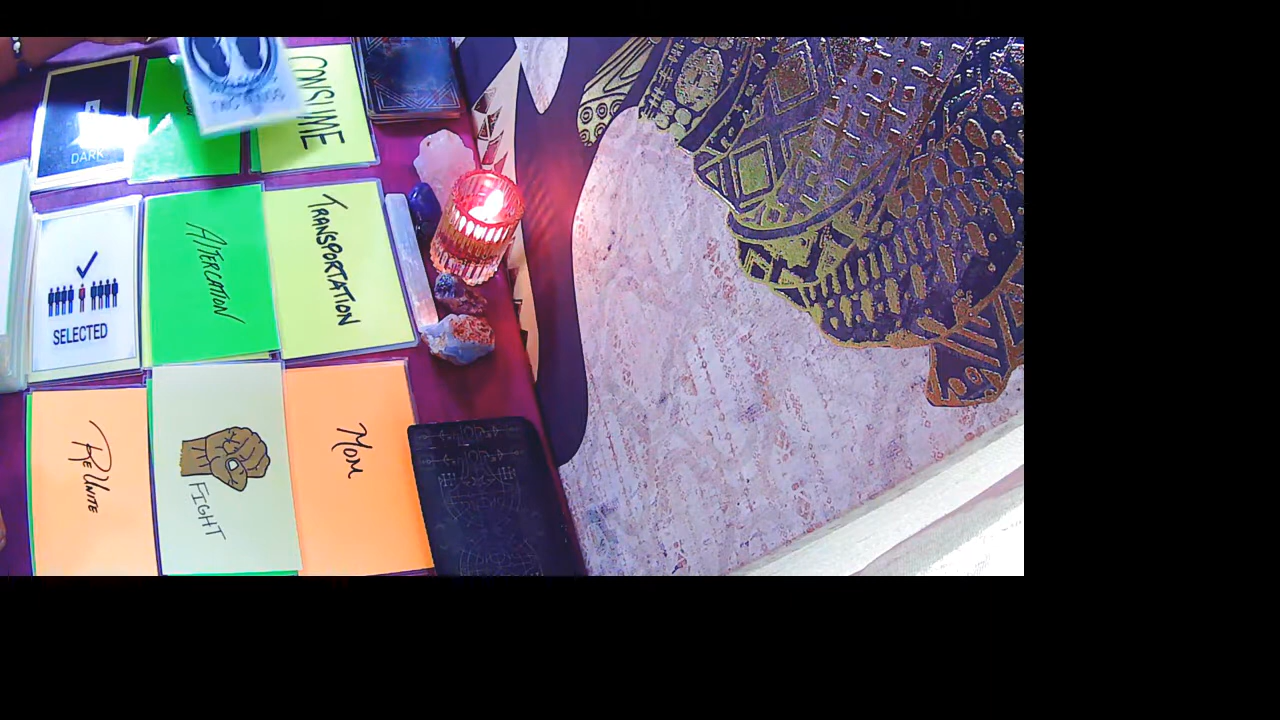 DARK
CONSUME
SELECTED
ALTERCATION
TRANSPORTATION
REUNITE
FIGHT
MOM